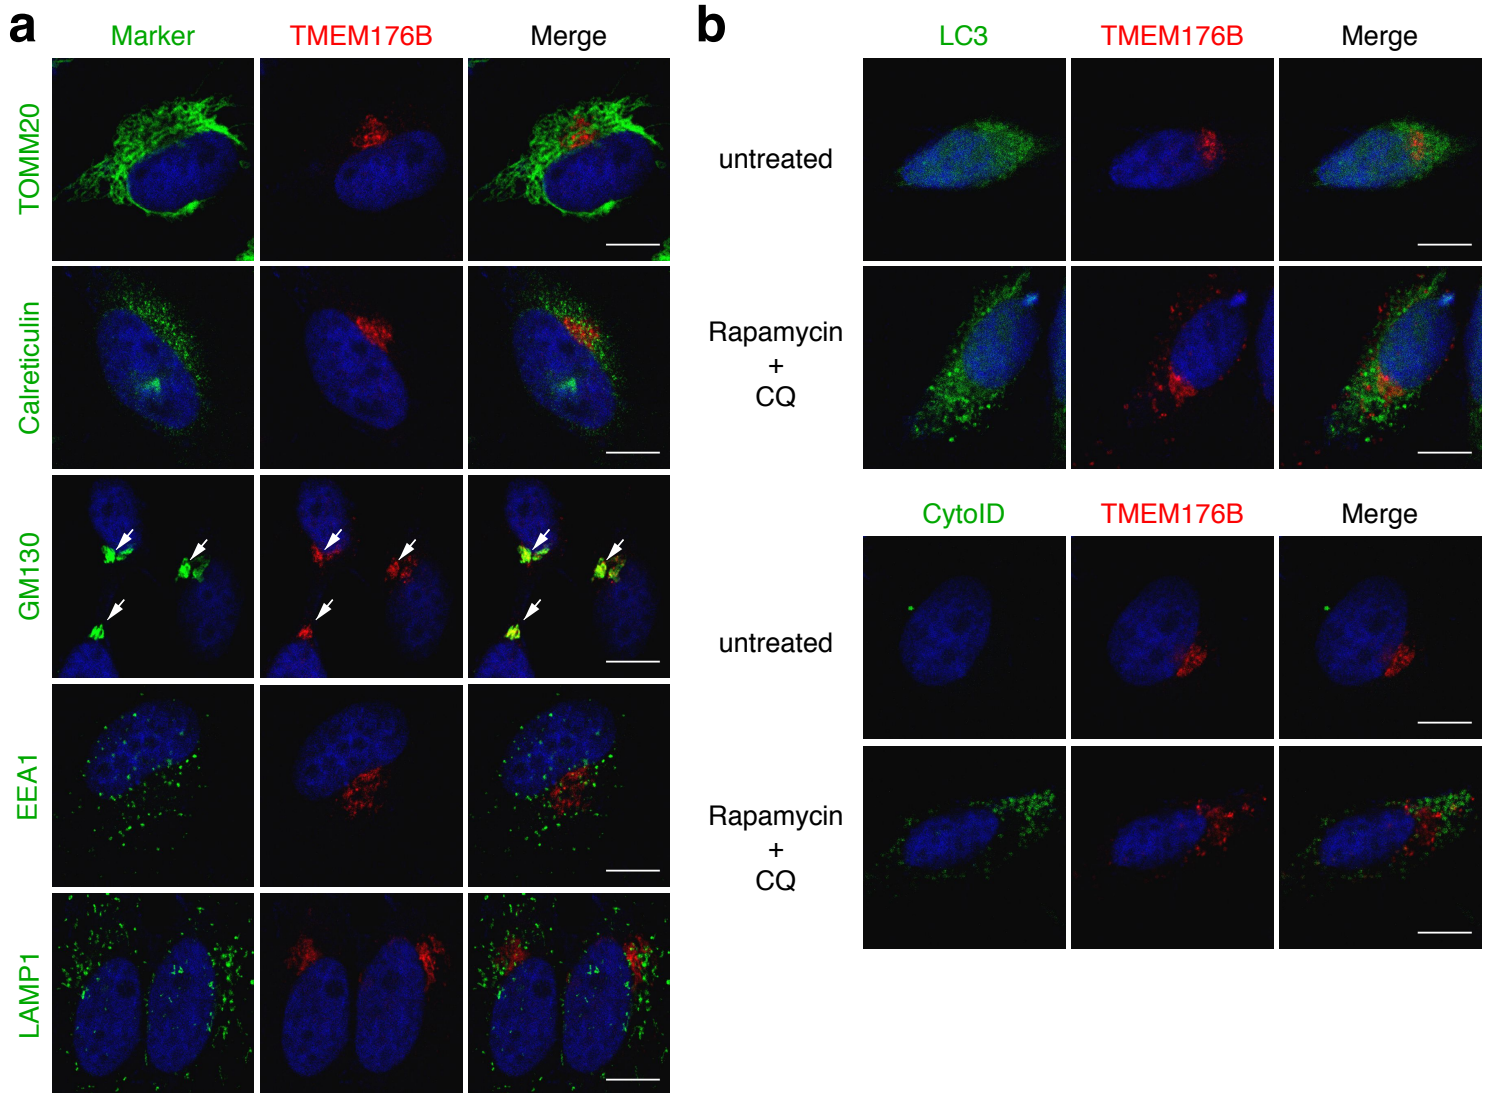 a
Marker
TMEM176B
Merge
TOMM20
Calreticulin
GM130
EEA1
LAMP1
b
LC3
TMEM176B
Merge
untreated
Rapamycin
+
CQ
CytoID
TMEM176B
Merge
untreated
Rapamycin
+
CQ